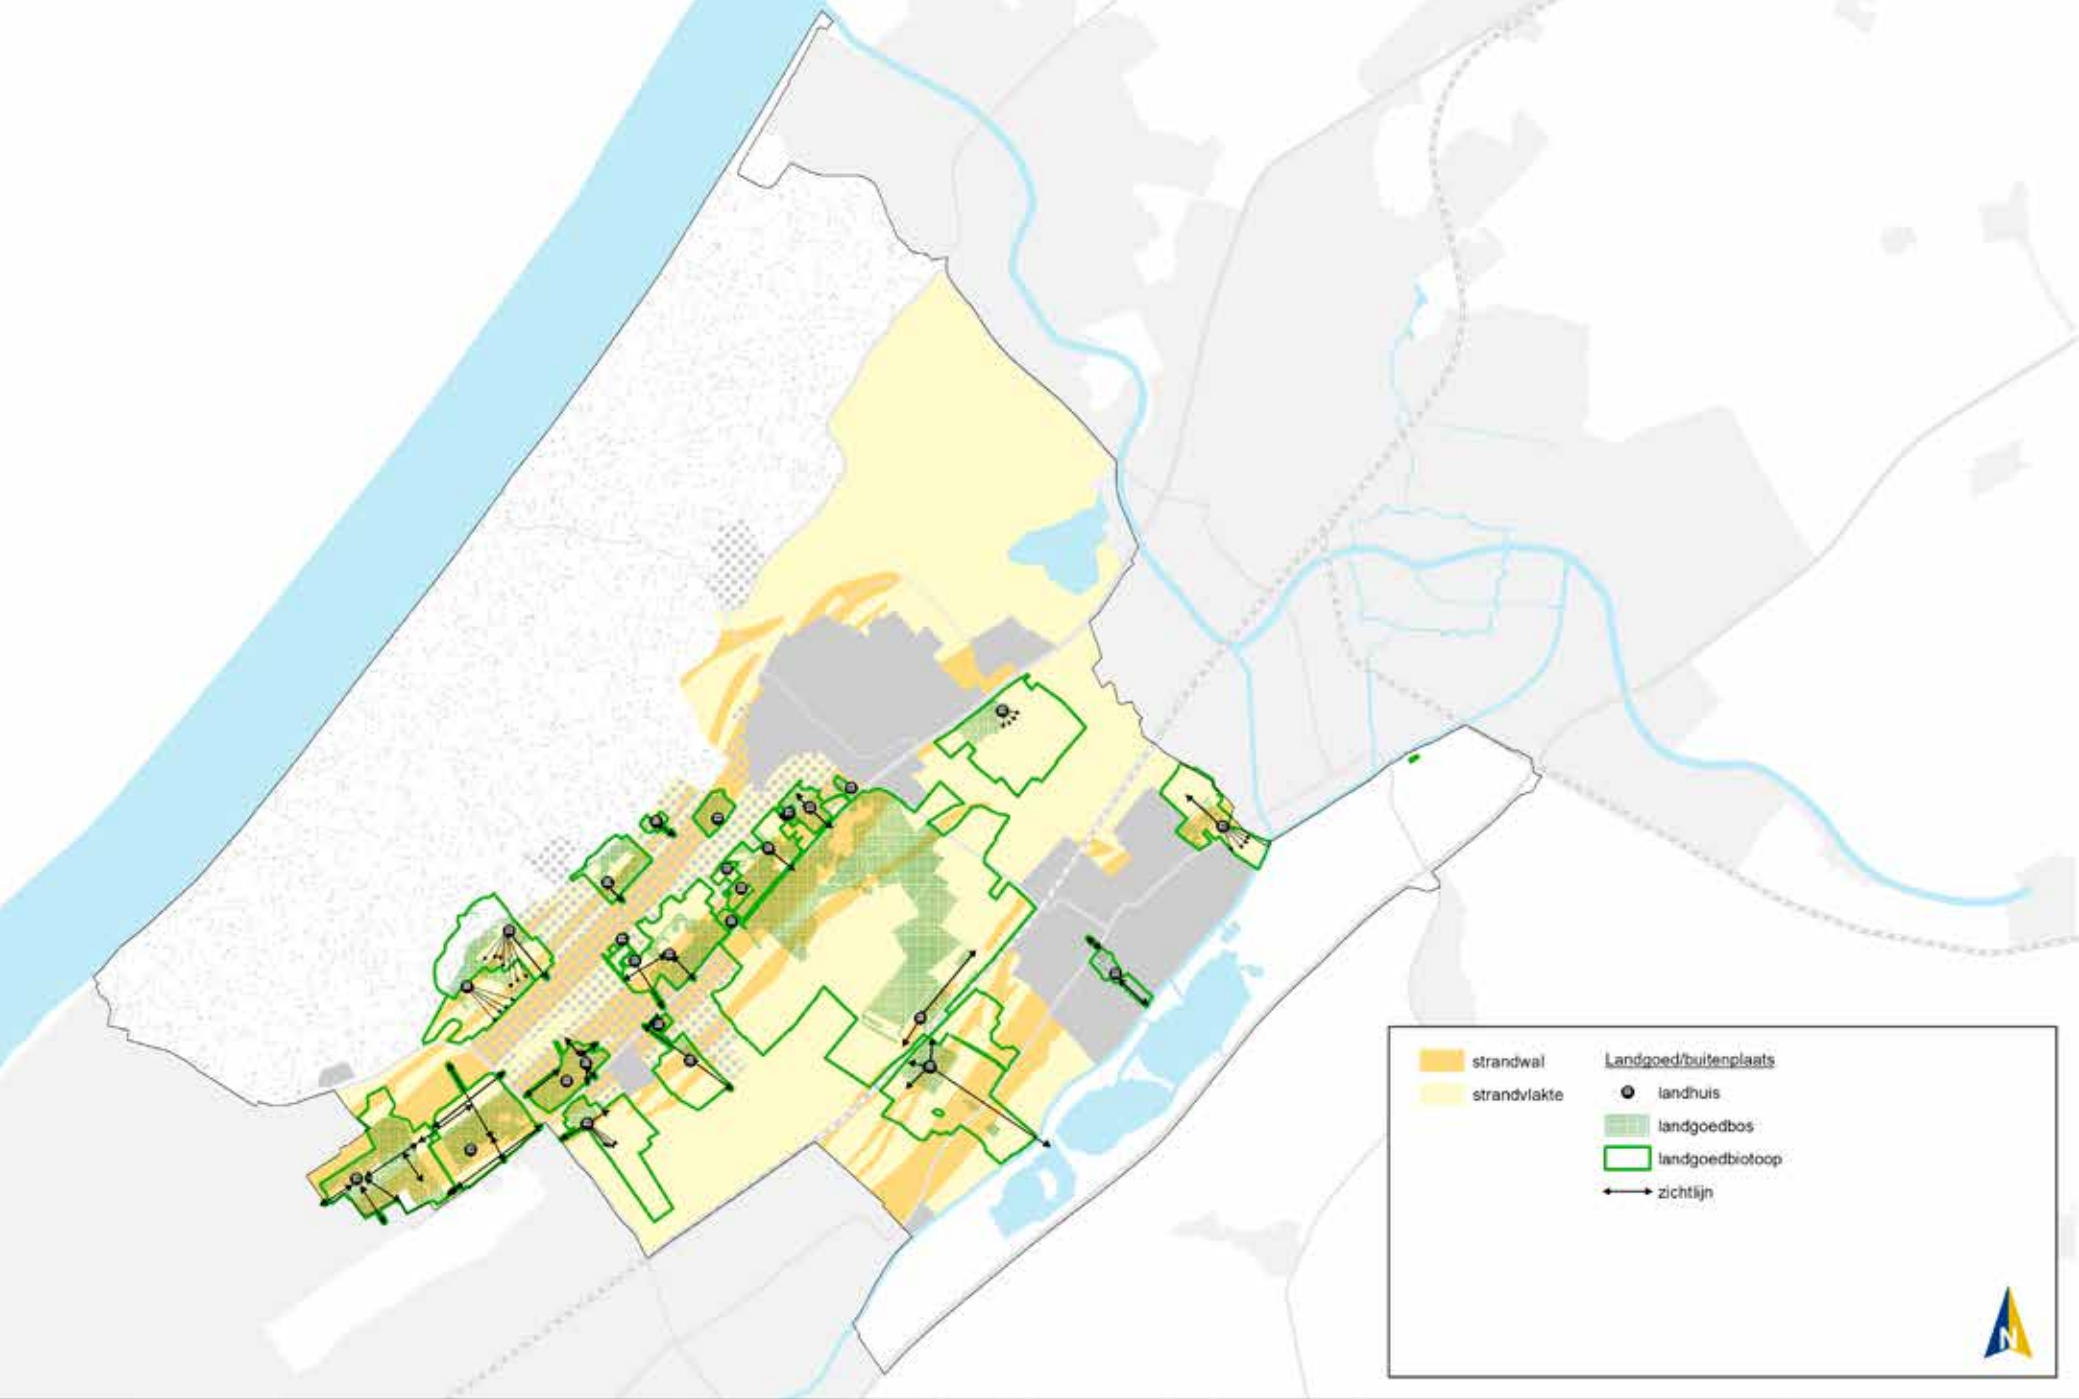 strandwal
strandvlakte
Landgoed/buitenplaats
landhuis
landgoedbos
landgoedbiotoop
zichtlijn
N